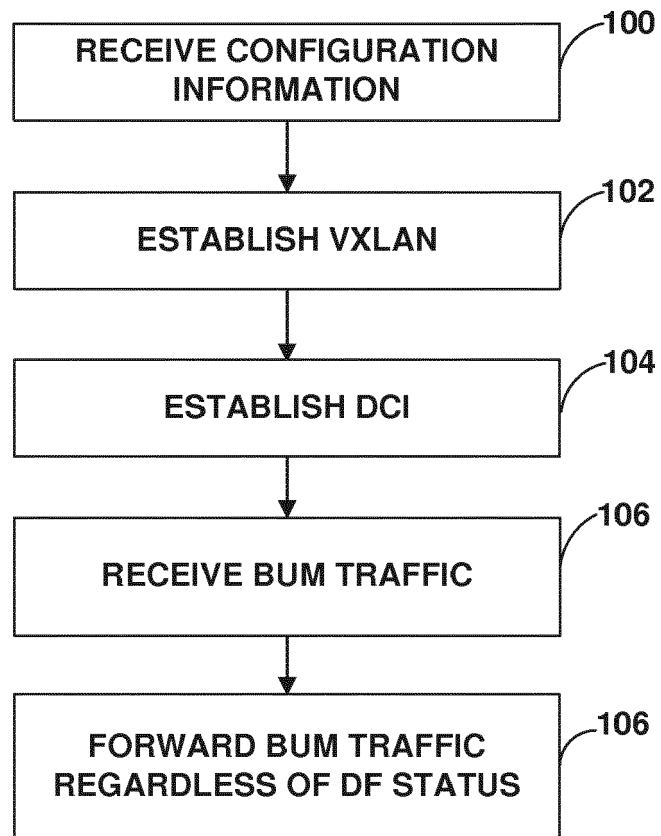 100
RECEIVE CONFIGURATION
INFORMATION
102
ESTABLISH VXLAN
104
ESTABLISH DCI
106
RECEIVE BUM TRAFFIC
106
FORWARD BUM TRAFFIC
REGARDLESS OF DF STATUS